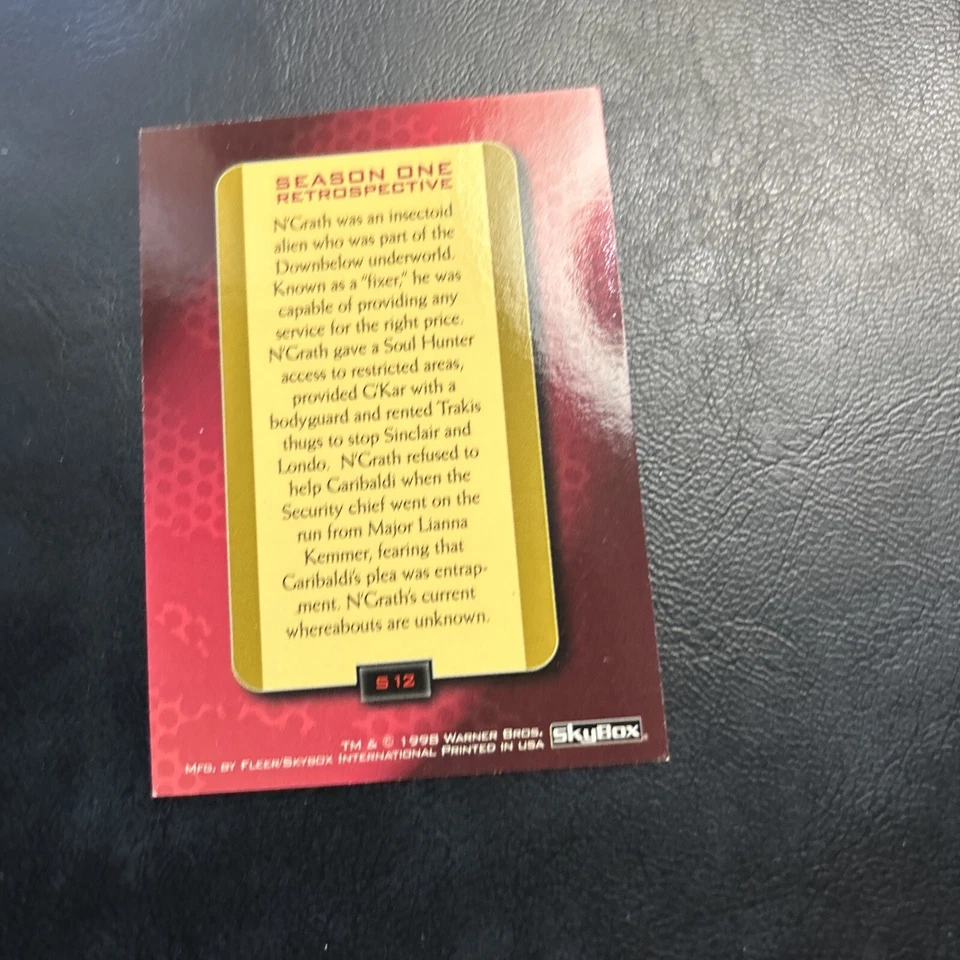 SEASON ONE
RETROSPECTIVE
N'Grath was an insectoid
alien who was part of the
Downbelow underworld.
Known as a "fixer," he was
capable of providing any
service for the right price.
N'Grath gave a Soul Hunter
access to restricted areas,
provided G'Kar with a
bodyguard and rented Trakis
thugs to stop Sinclair and
Londo. N'Grath refused to
help Garibaldi when the
Security chief went on the
run from Major Lianna
Kemmer, fearing that
Garibaldi's plea was entrap-
ment. N'Grath's current
whereabouts are unknown.
S 12
TM & © 1998 WARNER BROS.
MFG. BY FLEER/SKYBOX INTERNATIONAL PRINTED IN USA
SkyBox